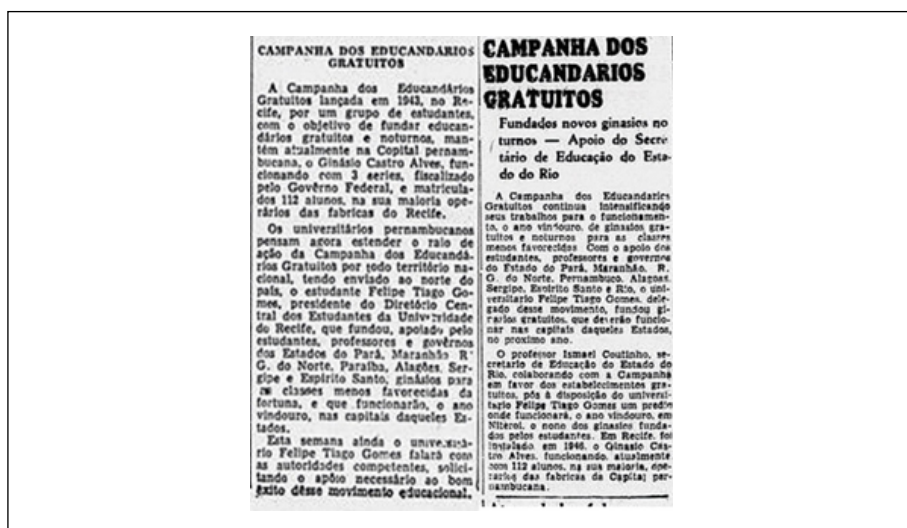 CAMPANHA DOS EDUCANDÁRIOS
GRATUITOS
A Campanha dos Educandários
Gratuitos lançada em 1943, no Re-
cife, por um grupo de estudantes,
com o objetivo de fundar educan-
dários gratuitos e noturnos, man-
tém atualmente na Copital pernam-
bucana, o Ginásio Castro Alves, fun-
cionando com 3 series, fiscalizado
pelo Govêrno Federal, e matricula-
dos 112 alunos, na sua maioria ope-
rários das fabricas do Recife.
Os universitários pernambucanos
pensam agora estender o raio de
ação da Campanha dos Educandá-
rios Gratuitos por todo território na-
cional, tendo enviado ao norte do
país, o estudante Felipe Tiago Go-
mes, presidente do Diretório Cen-
tral dos Estudantes da Universidade
do Recife, que fundou, apoiado pelo
estudantes, professores e govêrnos
dos Estados do Pará, Maranhão R
G. do Norte, Paraíba, Alagões, Ser-
gipe e Espírito Santo, ginásios para
as classes menos favorecidas da
fortuna, e que funcionarão, o ano
vindouro, nas capitais daqueles Es-
tados.
Esta semana ainda o universitá-
rio Felipe Tiago Gomes falará com
as autoridades competentes, solici-
tando o apôio necessário ao bom
êxito dêsse movimento educacional.
CAMPANHA DOS
EDUCANDARIOS
GRATUITOS
Fundados novos ginasios no
turnos — Apoio do Secre
tário de Educação do Esta-
do do Rio
A Campanha dos Educandarios
Gratuitos continua intensificando
seus trabalhos para o funcionamen-
to, o ano vindouro, de ginasios gra-
tuitos e noturnos para as classes
menos favorecidas Com o apoio dos
estudantes, professores e governos
do Estado do Pará, Maranhão, R.
G. do Norte, Pernambuco, Alagoas,
Sergipe, Espirito Santo e Rio, o uni-
versitario Felipe Tiago Gomes, dele-
gado desse movimento, fundou gi-
narios gratuitos, que deverão funcio-
nar nas capitais daqueles Estados,
no proximo ano.
O professor Ismael Coutinho, se-
cretario de Educação do Estado do
Rio, colaborando com a Campanha
em favor dos estabelecimentos gra-
tuitos, pôs à disposição do universi-
tario Felipe Tiago Gomes um predio
onde funcionará, o ano vindouro, em
Niterol, o nono dos ginasios funda-
dos pelos estudantes. Em Recife, foi
instalado, em 1946, o Ginasio Cas-
tro Alves, funcionando, atualmente
com 112 alunos, na sua maioria, ope-
rarios das fabricas da Capital per-
nambucana.